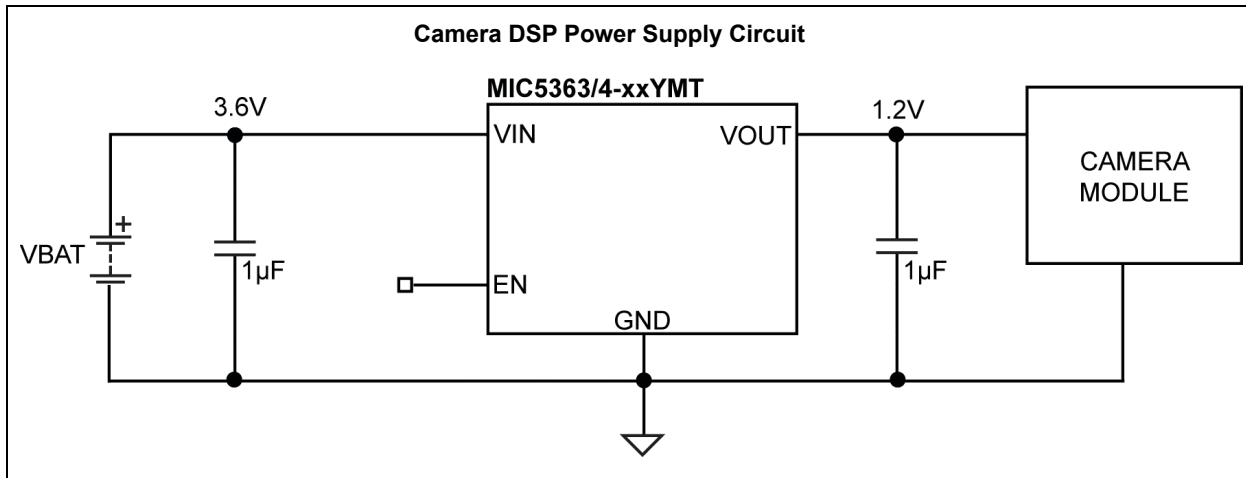 Camera DSP Power Supply Circuit
MIC5363/4-xxYMT
3.6V
1.2V
VIN
VOUT
CAMERA
MODULE
+
VBAT
1µF
1µF
EN
GND